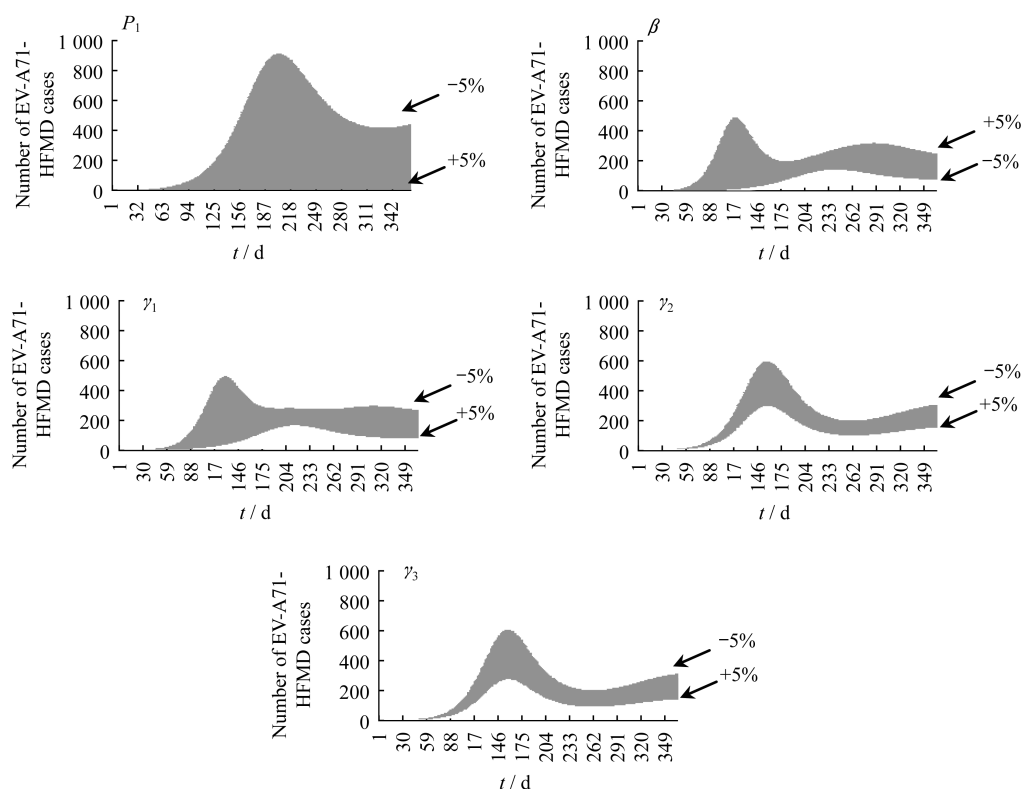 P1
Number of EV-A71-
HFMD cases
1 000
800
600
400
200
0
−5%
+5%
1 32 63 94 125 156 187 218 249 280 311 342
t / d
β
Number of EV-A71-
HFMD cases
1 000
800
600
400
200
0
+5%
−5%
1 30 59 88 17 146 175 204 233 262 291 320 349
t / d
γ1
Number of EV-A71-
HFMD cases
1 000
800
600
400
200
0
−5%
+5%
1 30 59 88 17 146 175 204 233 262 291 320 349
t / d
γ2
Number of EV-A71-
HFMD cases
1 000
800
600
400
200
0
−5%
+5%
1 30 59 88 17 146 175 204 233 262 291 320 349
t / d
γ3
Number of EV-A71-
HFMD cases
1 000
800
600
400
200
0
−5%
+5%
1 30 59 88 17 146 175 204 233 262 291 320 349
t / d